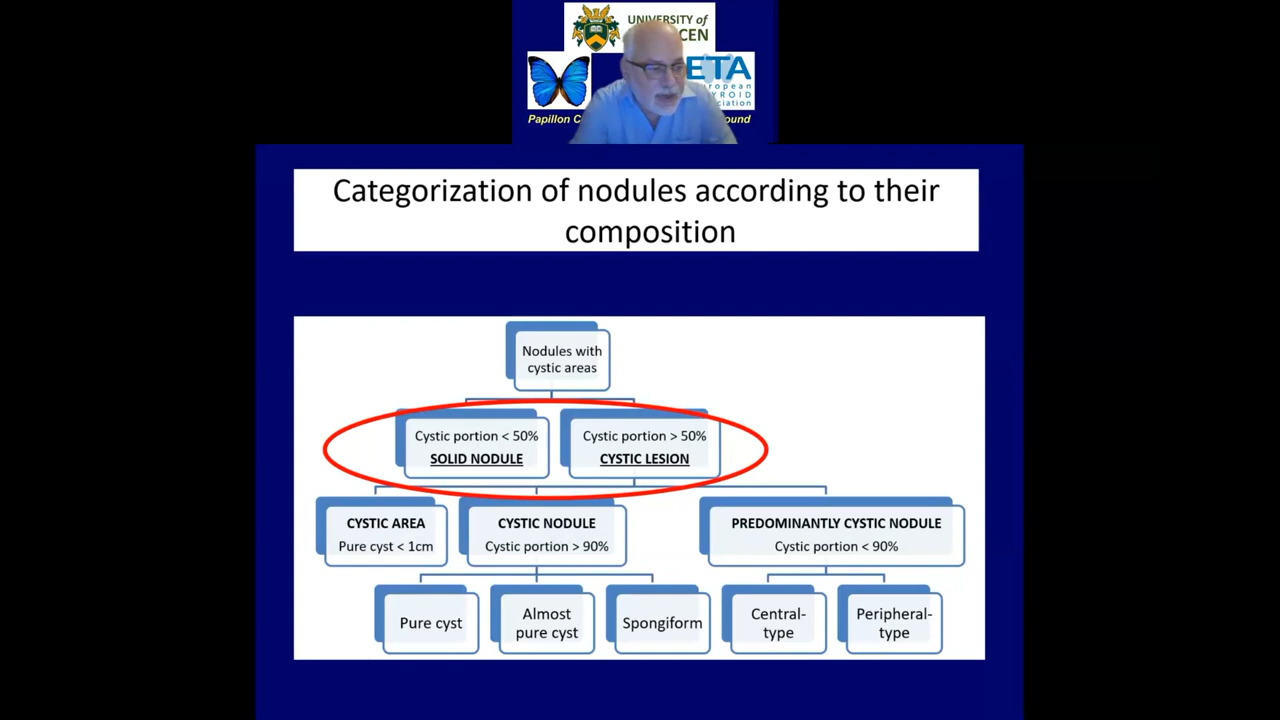 UNIVERSITY of
CEN
ETA
ropean
YROID
ciation
Papillon C
ound
Categorization of nodules according to their
composition
Nodules with
cystic areas
Cystic portion < 50%
SOLID NODULE
Cystic portion > 50%
CYSTIC LESION
CYSTIC AREA
Pure cyst < 1cm
CYSTIC NODULE
Cystic portion > 90%
PREDOMINANTLY CYSTIC NODULE
Cystic portion < 90%
Pure cyst
Almost
pure cyst
Spongiform
Central-
type
Peripheral-
type